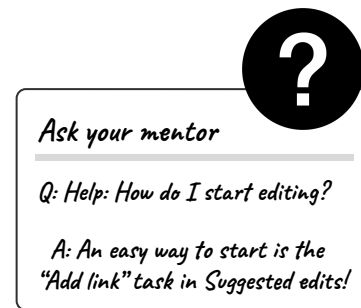 ?
Ask your mentor
Q: Help: How do I start editing?
A: An easy way to start is the
“Add link” task in Suggested edits!